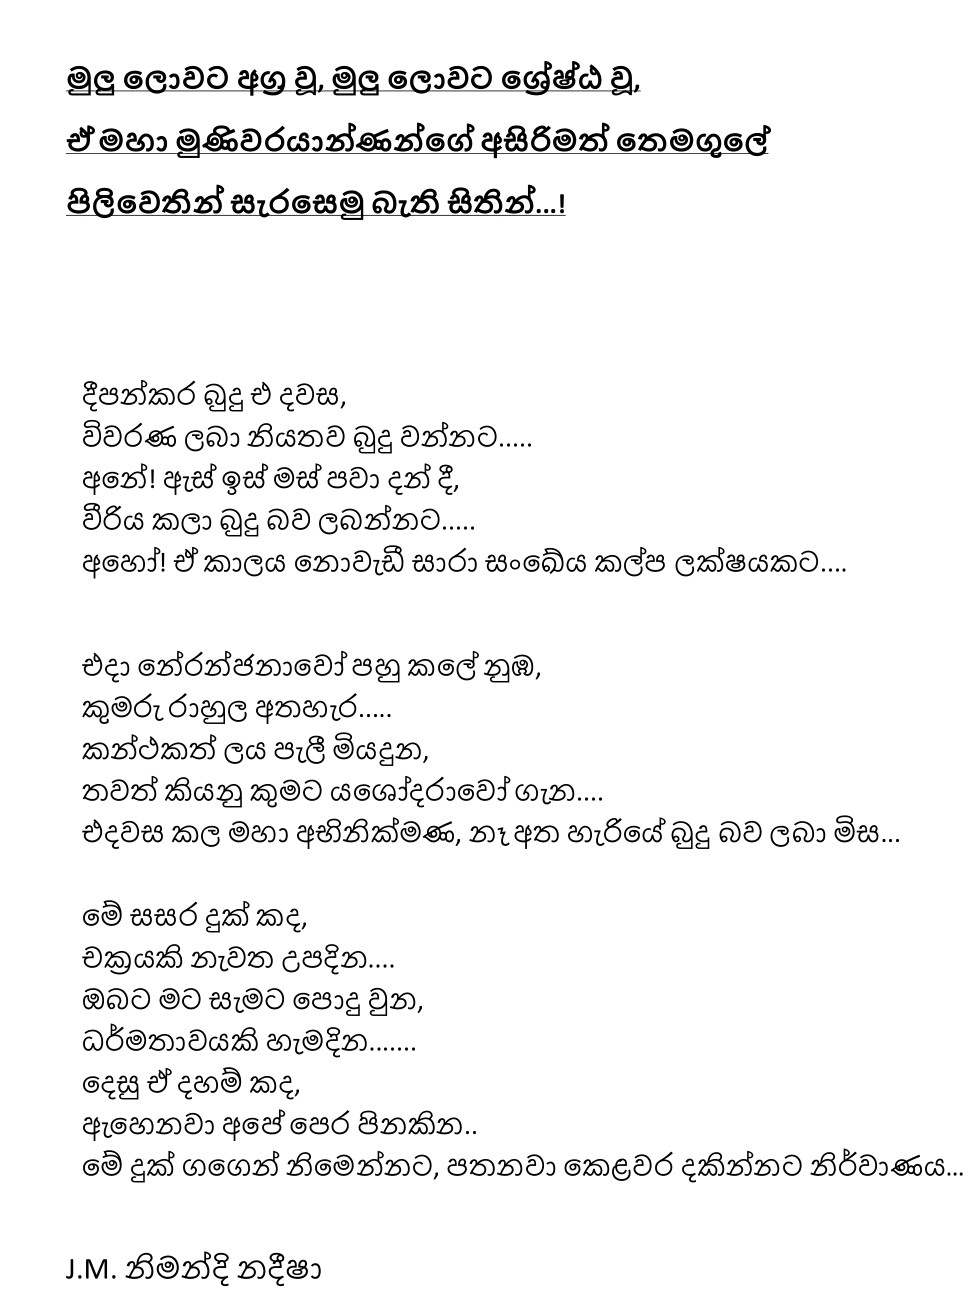 මුලු ලොවට අග්‍ර වූ, මුලු ලොවට ශ්‍රේෂ්ඨ වූ,
ඒ මහා මුණිවරයාන්ණන්ගේ අසිරිමත් තෙමගුලේ
පිලිවෙතින් සැරසෙමු බැති සිතින්...!
දීපන්කර බුදු එ දවස,
විවරණ ලබා නියතව බුදු වන්නට.....
අනේ! ඇස් ඉස් මස් පවා දන් දී,
වීරිය කලා බුදු බව ලබන්නට.....
අහෝ! ඒ කාලය නොවැඩී සාරා සංඛේය කල්ප ලක්ෂයකට....
එදා නේරන්ජනාවෝ පහු කලේ නුඹ,
කුමරු රාහුල අතහැර.....
කන්ථකත් ලය පැලී මියදුන,
තවත් කියනු කුමට යශෝදරාවෝ ගැන....
එදවස කල මහා අභිනික්මණ, නෑ අත හැරියේ බුදු බව ලබා මිස...
මේ සසර දුක් කද,
චක්‍රයකි නැවත උපදින....
ඔබට මට සැමට පොදු වුන,
ධර්මතාවයකි හැමදින.......
දෙසු ඒ දහම් කද,
ඇහෙනවා අපේ පෙර පිනකින..
මේ දුක් ගගෙන් නිමෙන්නට, පතනවා කෙළවර දකින්නට නිර්වාණය...
J.M. නිමන්දි නදීෂා